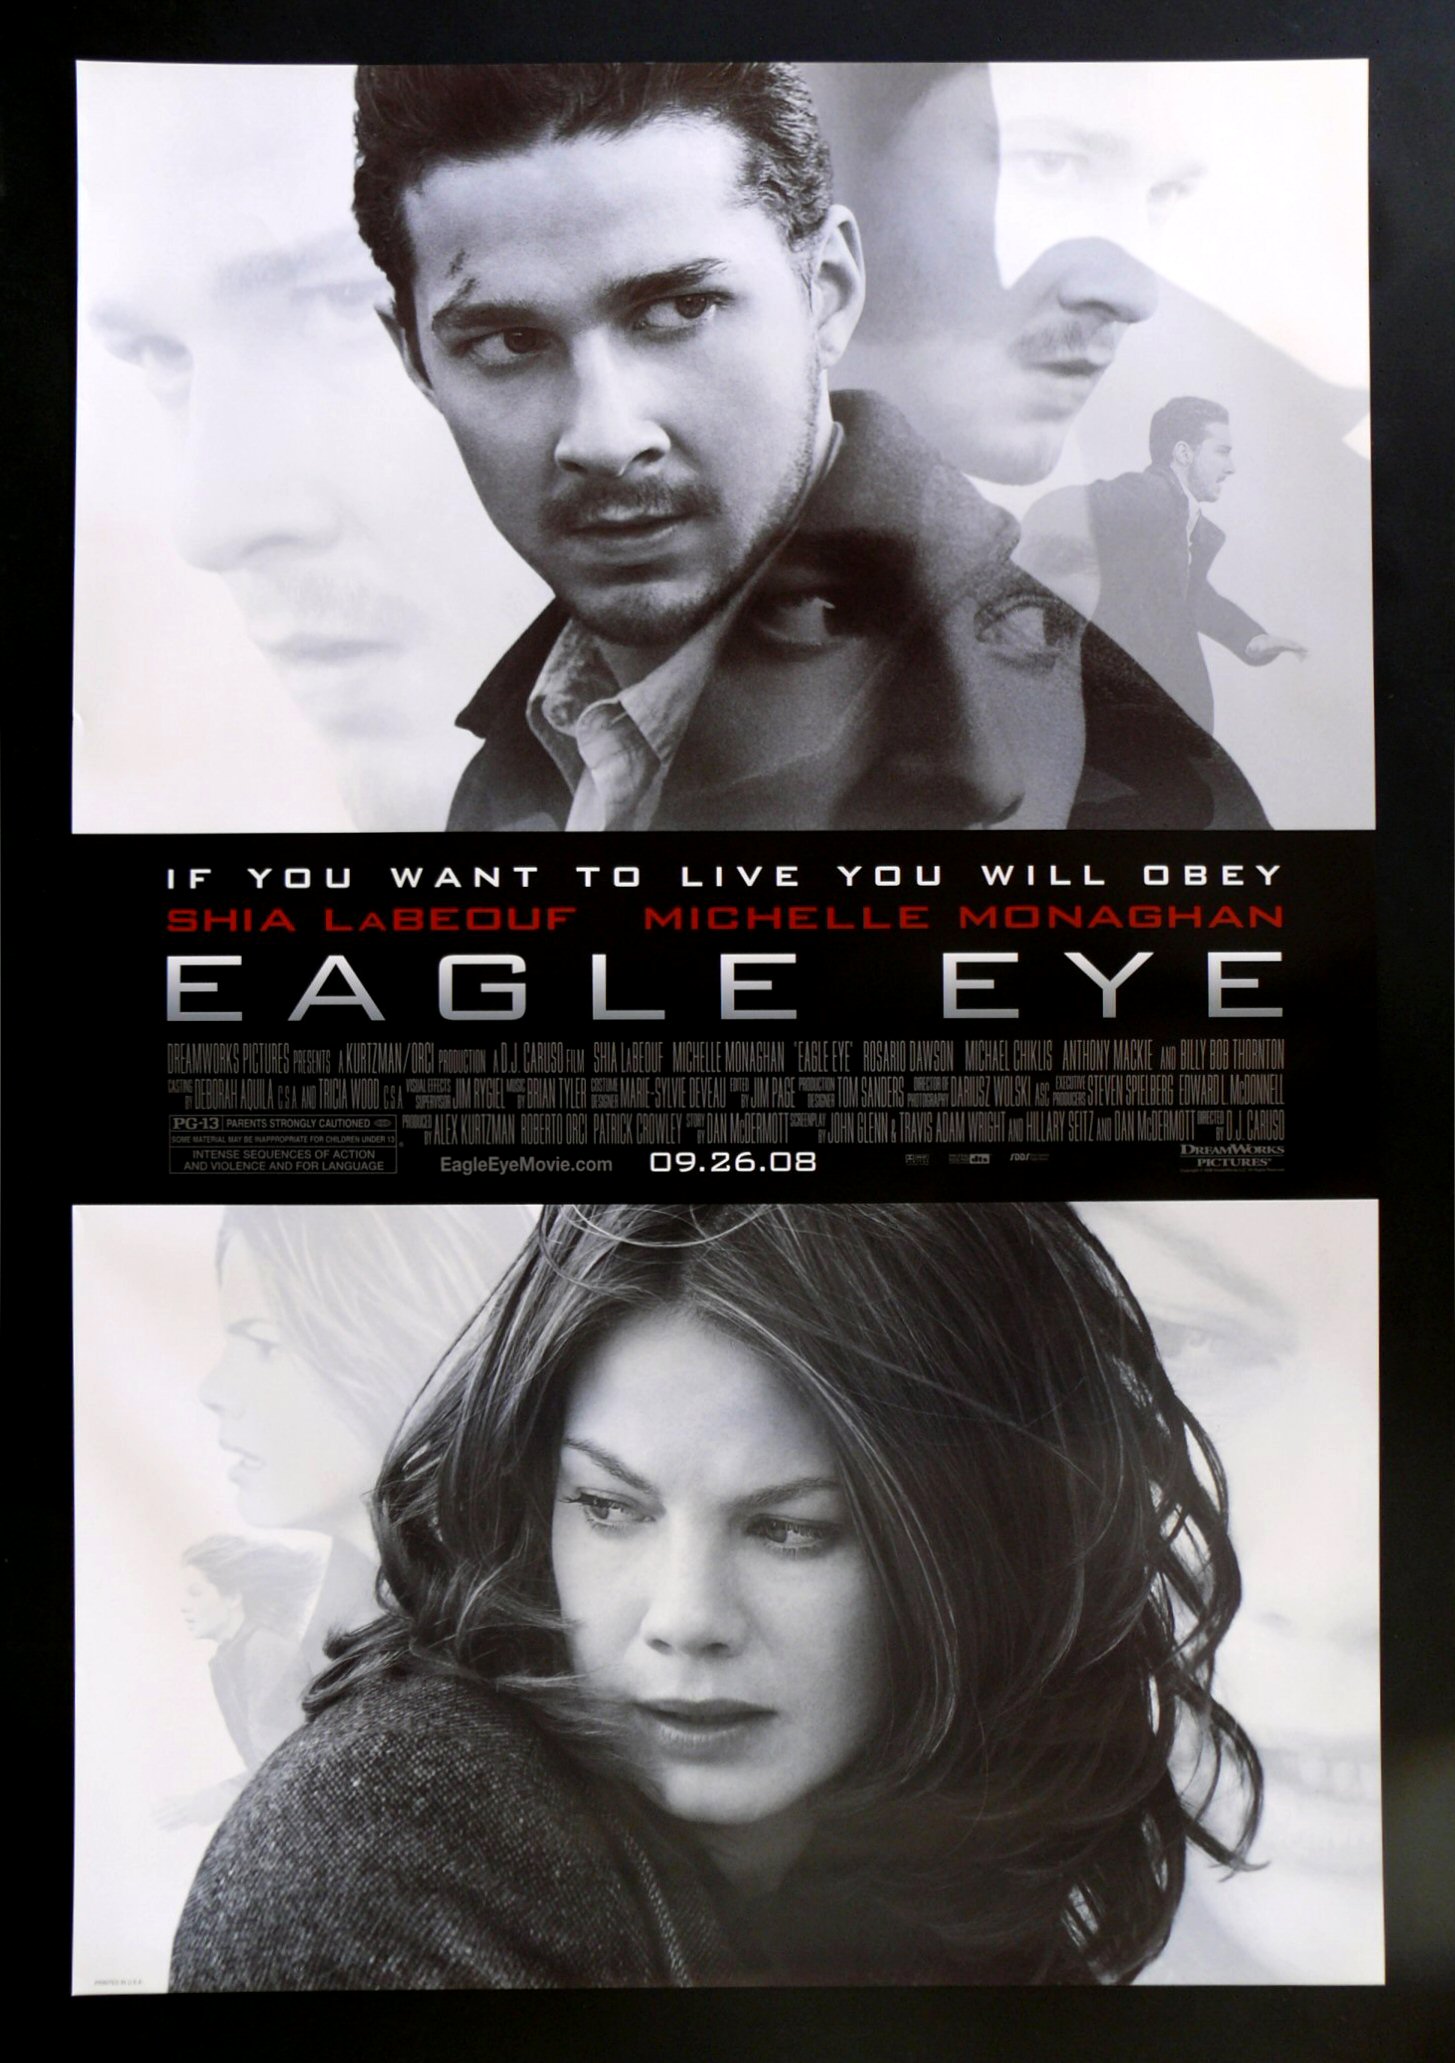 IF YOU WANT TO LIVE YOU WILL OBEY
SHIA LaBEOUF MICHELLE MONAGHAN
EAGLE EYE
DREAMWORKS PICTURES PRESENTS A KURTZMAN/ORCI PRODUCTION A D.J. CARUSO FILM SHIA LaBEOUF MICHELLE MONAGHAN "EAGLE EYE" ROSARIO DAWSON MICHAEL CHIKLIS ANTHONY MACKIE AND BILLY BOB THORNTON
CASTING BY DEBORAH AQUILA C.S.A. AND TRICIA WOOD C.S.A. VISUAL EFFECTS SUPERVISOR JIM RYGIEL MUSIC BY BRIAN TYLER COSTUME DESIGNER MARIE-SYLVIE DEVEAU EDITED BY JIM PAGE PRODUCTION DESIGNER TOM SANDERS DIRECTOR OF PHOTOGRAPHY DARIUSZ WOLSKI ASC EXECUTIVE PRODUCERS STEVEN SPIELBERG EDWARD L. McDONNELL
PRODUCED BY ALEX KURTZMAN ROBERTO ORCI PATRICK CROWLEY STORY BY DAN McDERMOTT SCREENPLAY BY JOHN GLENN & TRAVIS ADAM WRIGHT AND HILLARY SEITZ AND DAN McDERMOTT DIRECTED BY D.J. CARUSO
PG-13 PARENTS STRONGLY CAUTIONED
SOME MATERIAL MAY BE INAPPROPRIATE FOR CHILDREN UNDER 13
INTENSE SEQUENCES OF ACTION
AND VIOLENCE AND FOR LANGUAGE
EagleEyeMovie.com 09.26.08
dts
SDDS
DREAMWORKS
PICTURES
PRINTED IN U.S.A.